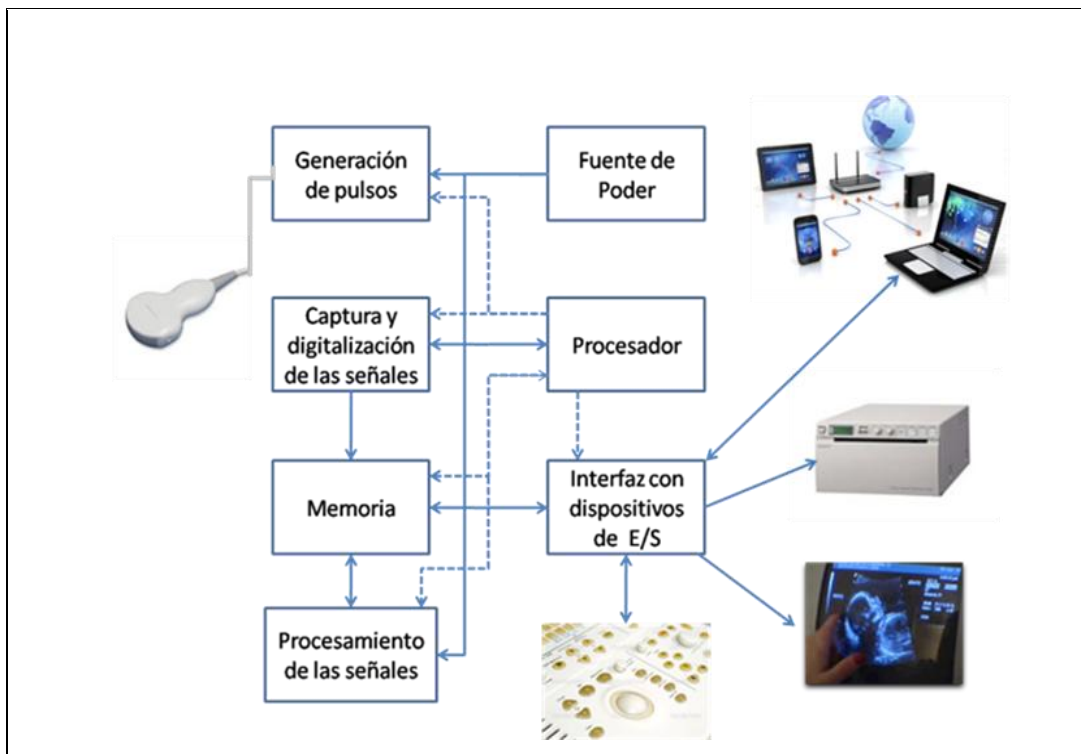 Generación
de pulsos
Fuente de
Poder
Captura y
digitalización
de las señales
Procesador
Memoria
Interfaz con
dispositivos
de E/S
Procesamiento
de las señales